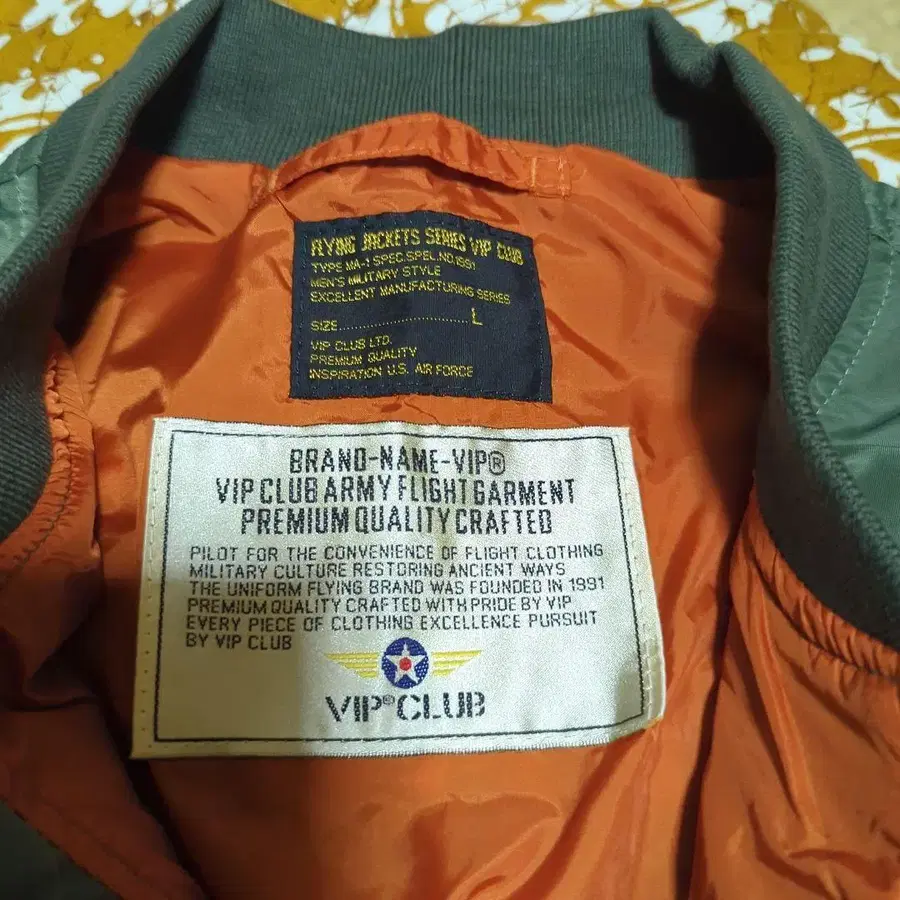 FLYING JACKETS SERIES VIP CLUB
TYPE MA-1 SPEC.SPEL.NO.1991
MEN'S MILITARY STYLE
EXCELLENT MANUFACTURING SERIES
SIZE........................L
VIP CLUB LTD.
PREMIUM QUALITY
INSPIRATION U.S. AIR FORCE
BRAND-NAME-VIP®
VIP CLUB ARMY FLIGHT GARMENT
PREMIUM QUALITY CRAFTED
PILOT FOR THE CONVENIENCE OF FLIGHT CLOTHING
MILITARY CULTURE RESTORING ANCIENT WAYS
THE UNIFORM FLYING BRAND WAS FOUNDED IN 1991
PREMIUM QUALITY CRAFTED WITH PRIDE BY VIP
EVERY PIECE OF CLOTHING EXCELLENCE PURSUIT
BY VIP CLUB
VIP®CLUB